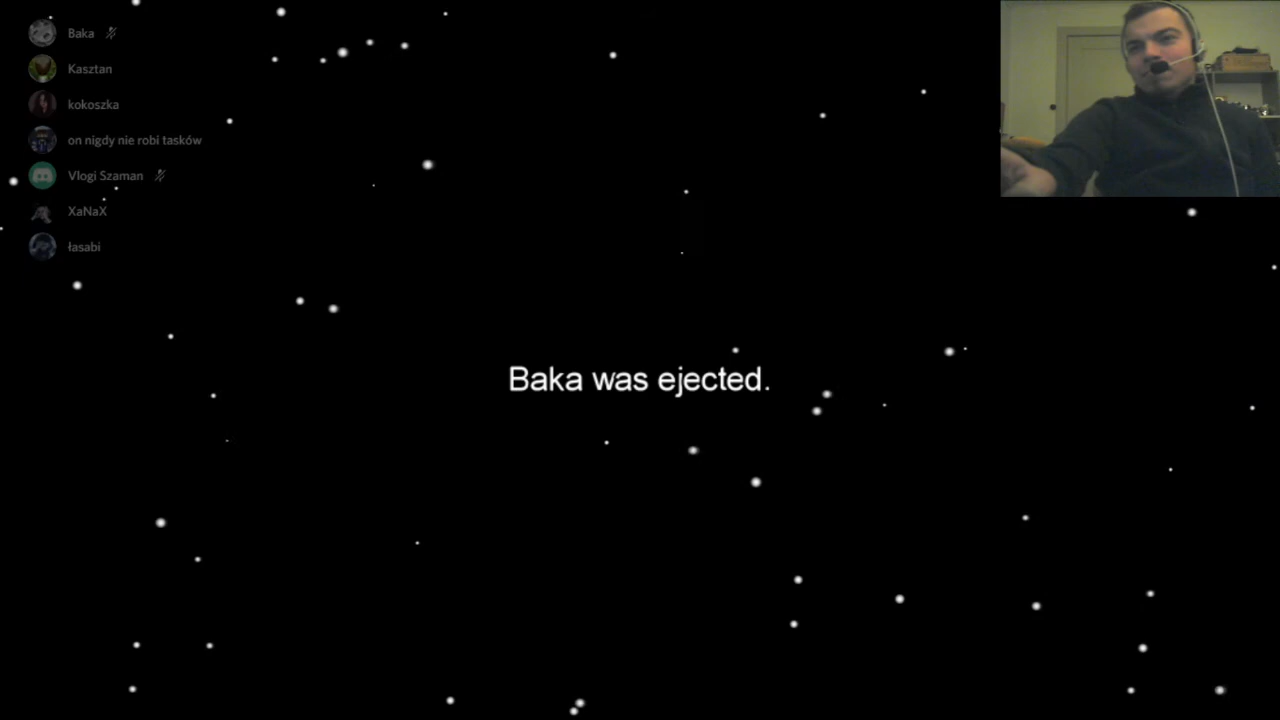 Baka
Kasztan
kokoszka
on nigdy nie robi tasków
Vlogi Szaman
XaNaX
łasabi
Baka was ejected.